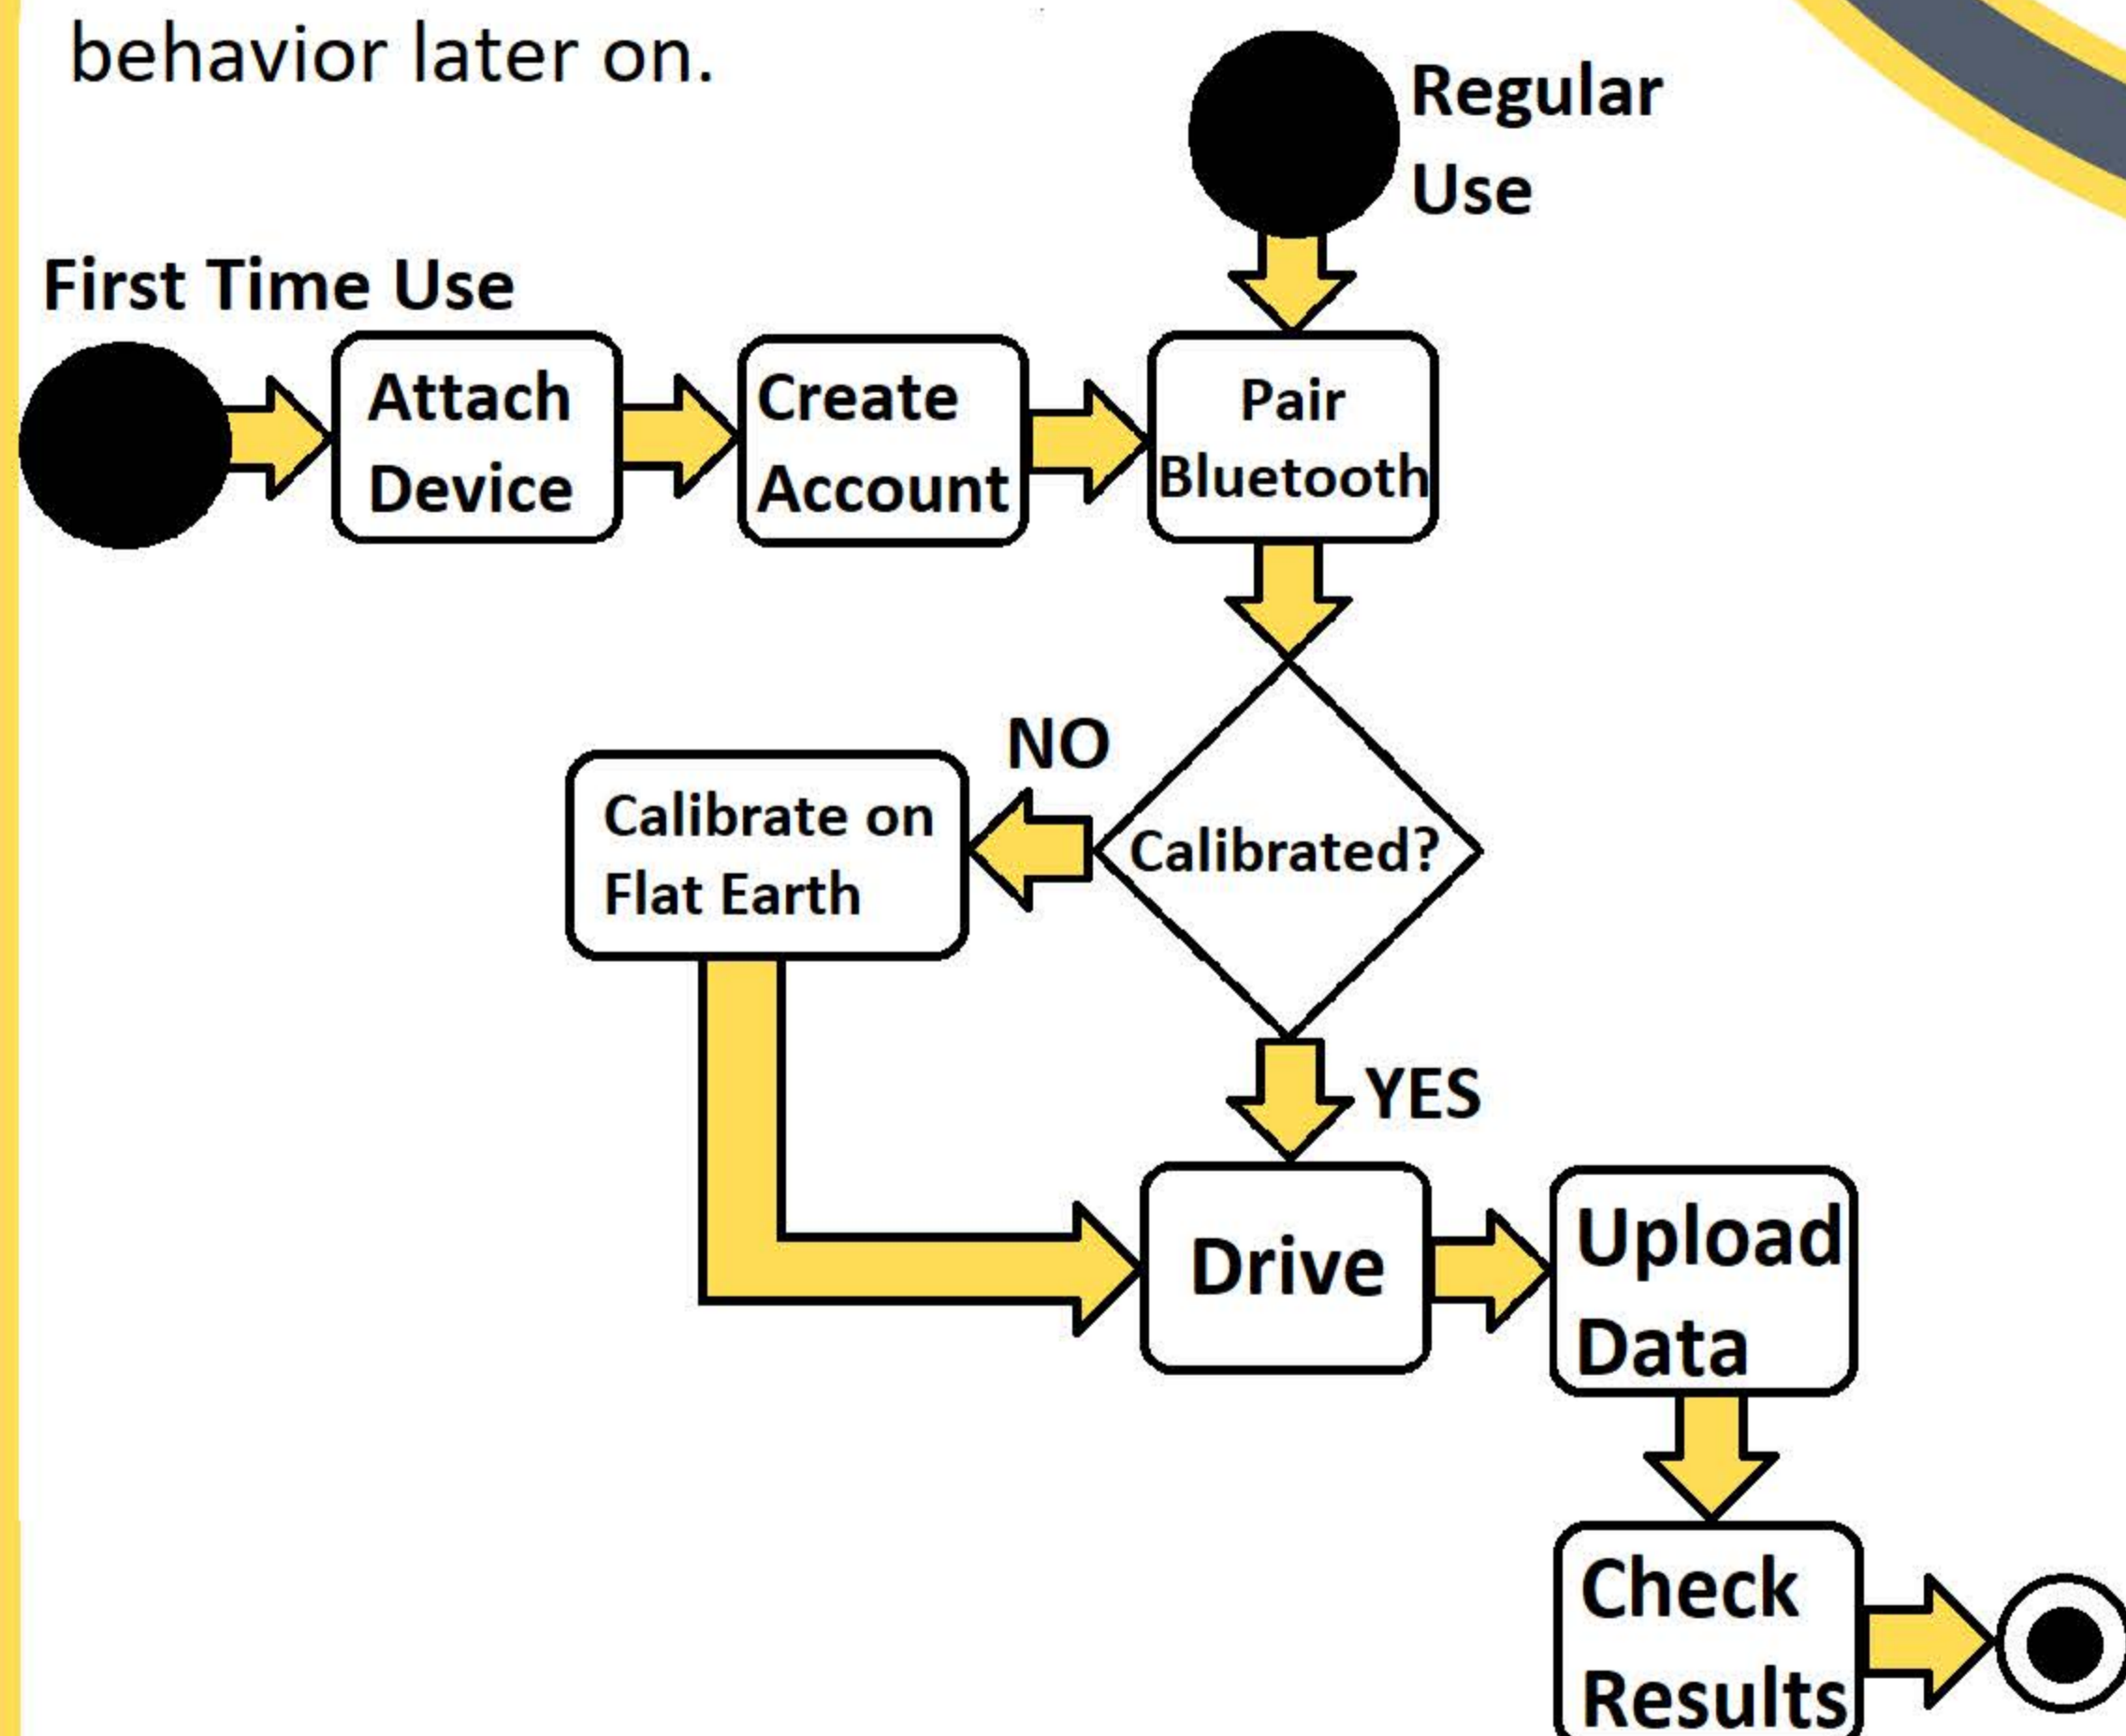 behavior later on.
Regular
Use
First Time Use
Attach
Device
Create
Account
Pair
Bluetooth
NO
Calibrate on
Flat Earth
Calibrated?
YES
Drive
Upload
Data
Check
Results